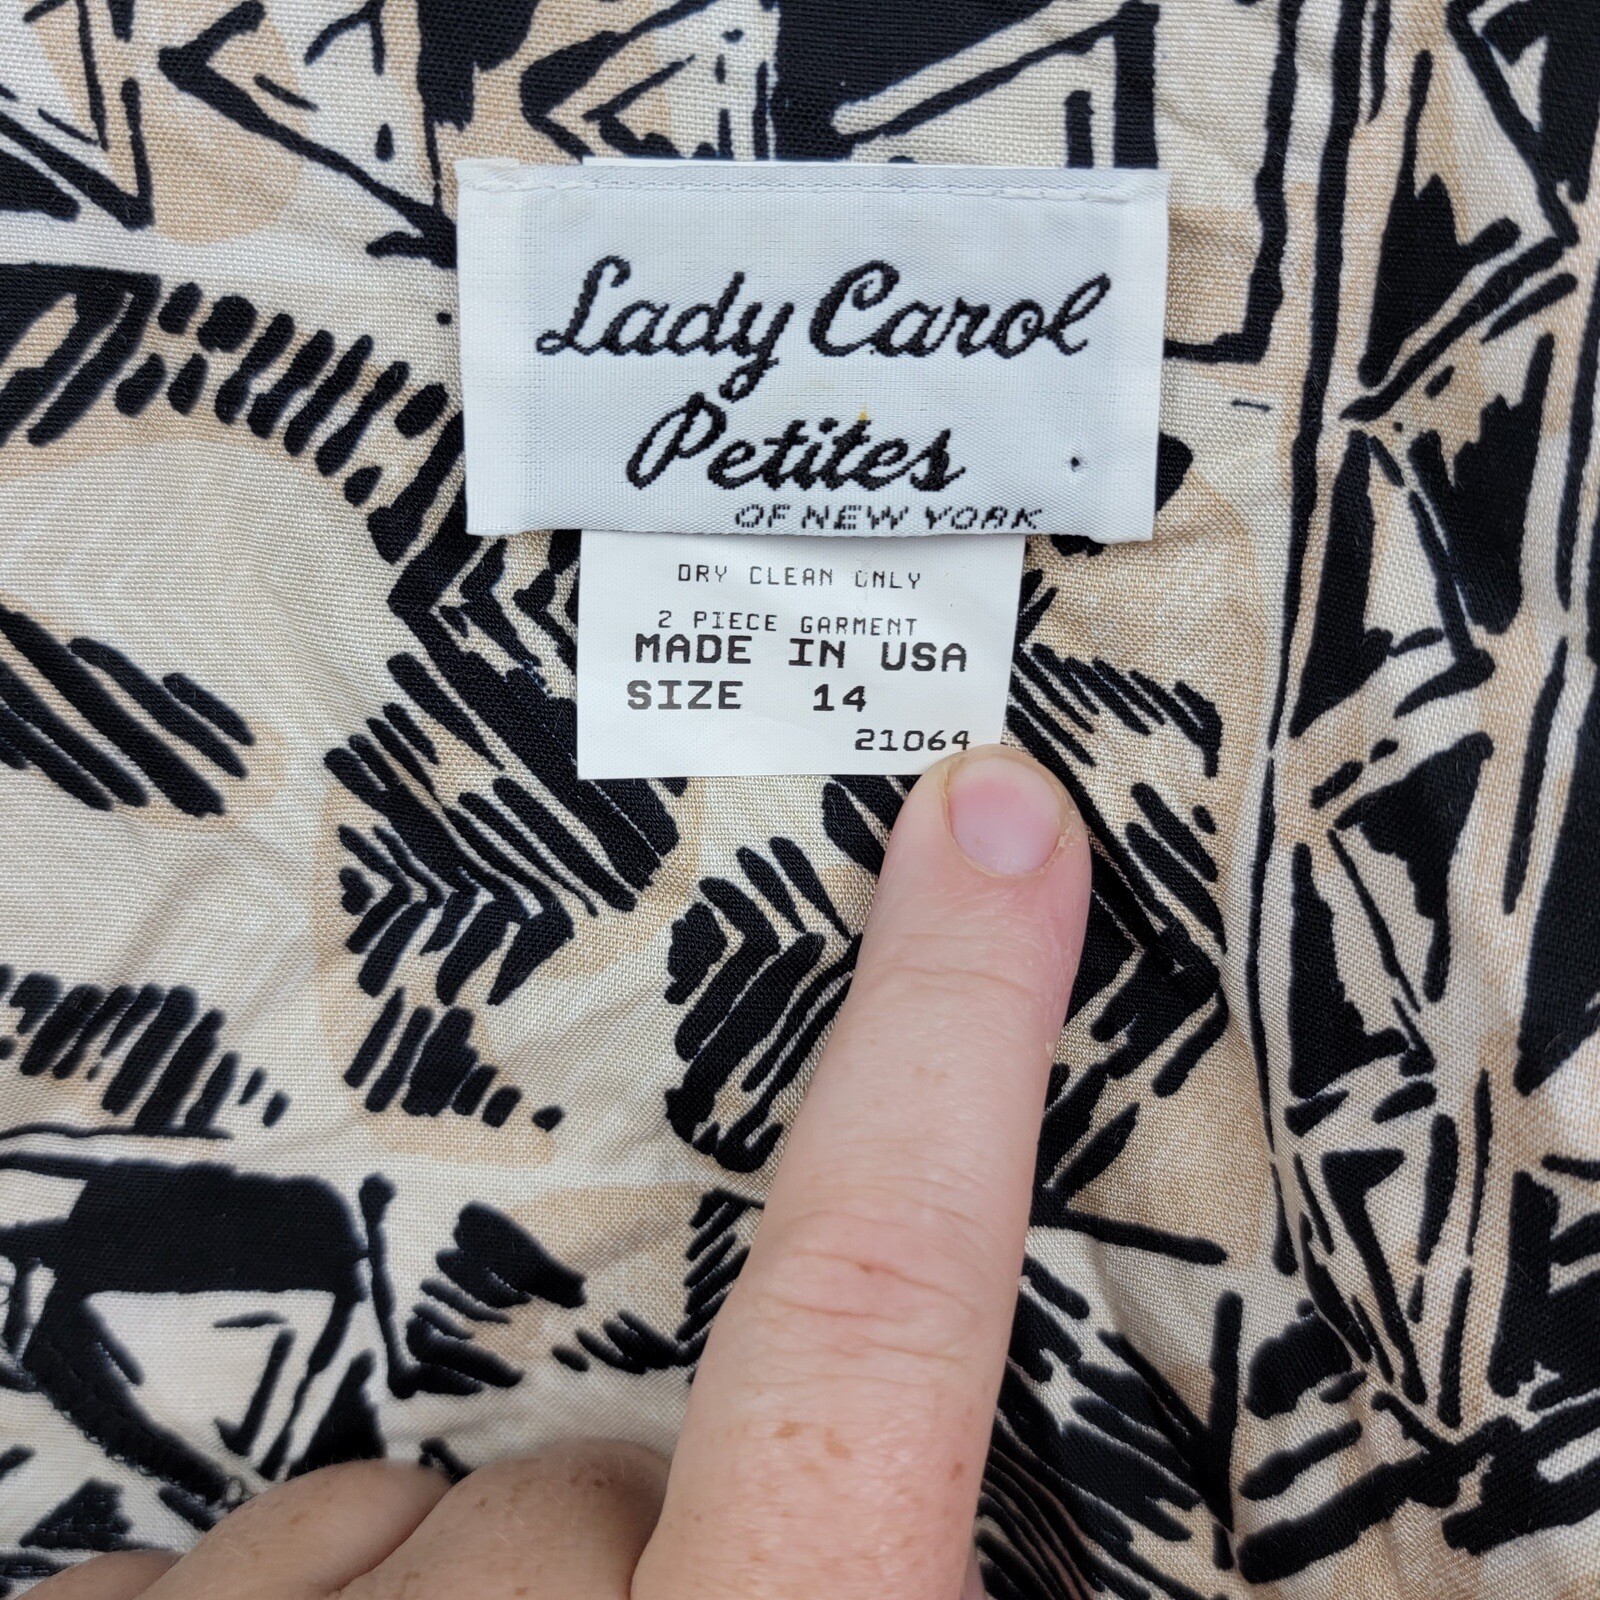 Lady Carol
Petites
OF NEW YORK
DRY CLEAN ONLY
2 PIECE GARMENT
MADE IN USA
SIZE 14
21064